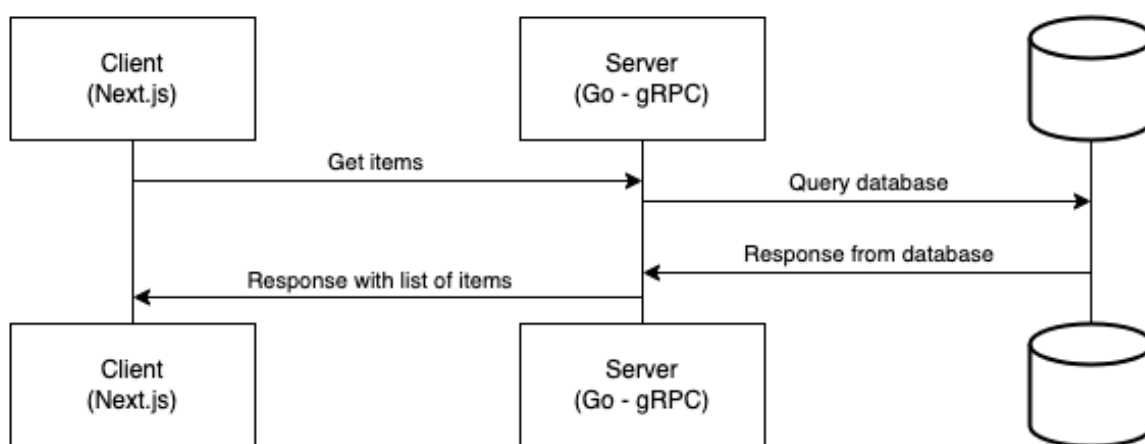 Client
(Next.js)
Server
(Go - gRPC)
Get items
Query database
Response from database
Response with list of items
Client
(Next.js)
Server
(Go - gRPC)